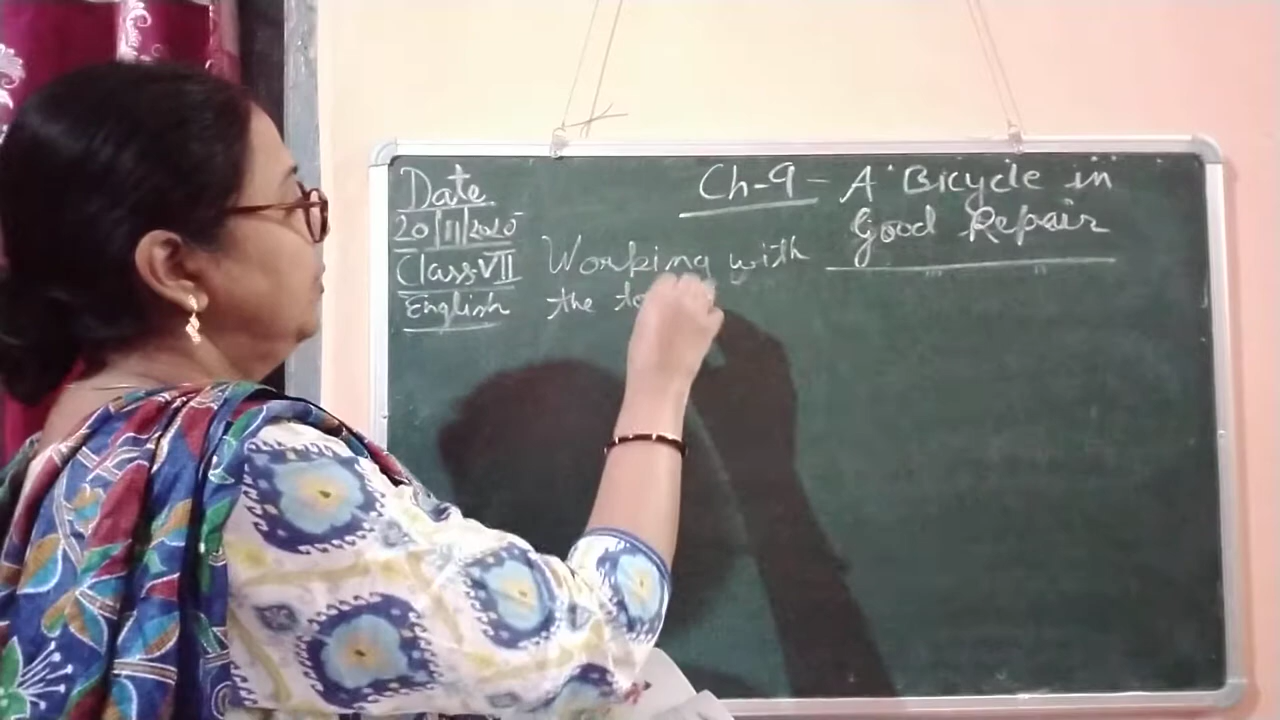 Date
20/11/2020
Class VII
English
Ch-9 - A Bicycle in
Good Repair
Working with
the